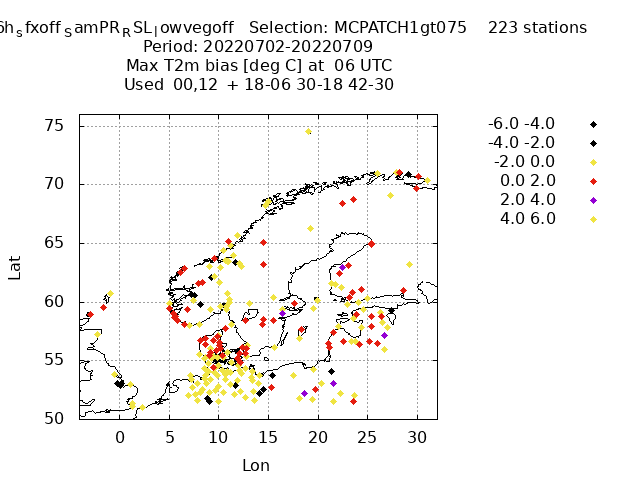 6h_sfxoff_SamPR_RSL_lowvegoff   Selection: MCPATCH1gt075    223 stations
Period: 20220702-20220709
Max T2m bias [deg C] at  06 UTC
Used  00,12  + 18-06 30-18 42-30
-6.0 -4.0
-4.0 -2.0
-2.0 0.0
0.0 2.0
2.0 4.0
4.0 6.0
75
70
65
60
55
50
Lat
0 5 10 15 20 25 30
Lon